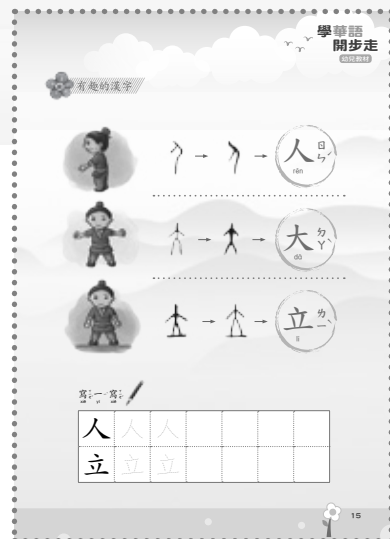 學華語
開步走
幼兒教材
有趣的漢字
人 ㄖㄣˊ
rén
大 ㄉㄚˋ
dà
立 ㄌㄧˋ
lì
寫一寫
人 人 人
立 立 立
15